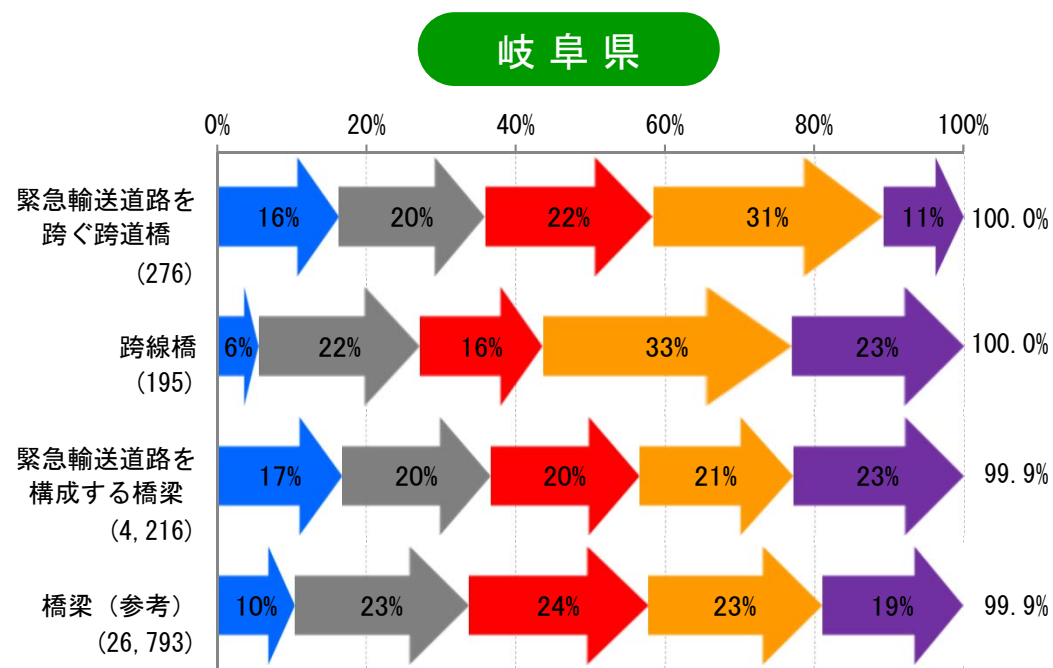 岐阜県
0% 20% 40% 60% 80% 100%
緊急輸送道路を
跨ぐ跨道橋
(276)
16% 20% 22% 31% 11% 100.0%
跨線橋
(195)
6% 22% 16% 33% 23% 100.0%
緊急輸送道路を
構成する橋梁
(4,216)
17% 20% 20% 21% 23% 99.9%
橋梁（参考）
(26,793)
10% 23% 24% 23% 19% 99.9%